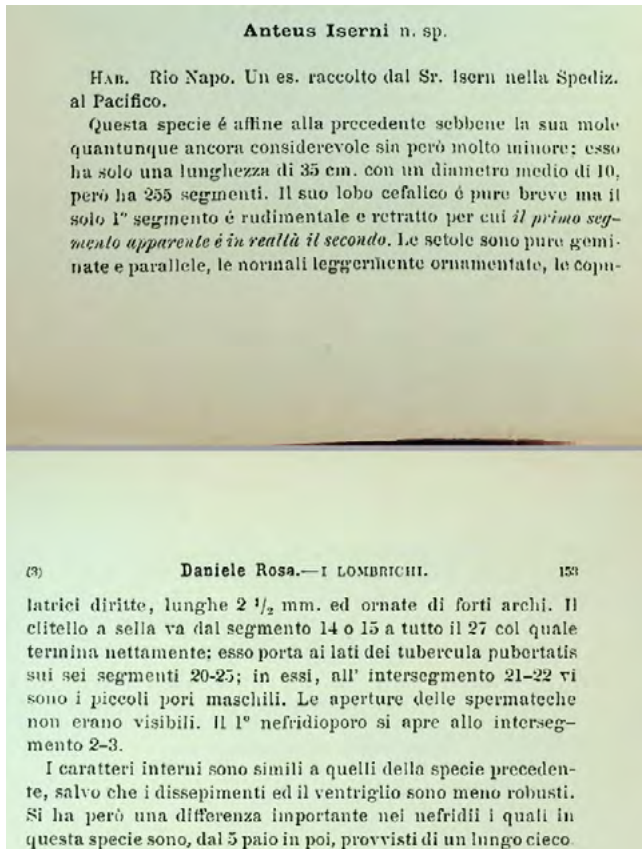 Anteus Iserni n. sp.
HAB. Rio Napo. Un es. raccolto dal Sr. Isern nella Spediz.
al Pacifico.
Questa specie é affine alla precedente sebbene la sua mole
quantunque ancora considerevole sia però molto minore; esso
ha solo una lunghezza di 35 cm. con un diametro medio di 10,
però ha 255 segmenti. Il suo lobo cefalico é pure breve ma il
solo 1º segmento é rudimentale e retratto per cui il primo seg-
mento apparente é in realtà il secondo. Le setole sono pure gemi-
nate e parallele, le normali leggermente ornamentate, le copu-
(3) Daniele Rosa.—I LOMBRICHI. 153
latrici diritte, lunghe 2 1/2 mm. ed ornate di forti archi. Il
clitello a sella va dal segmento 14 o 15 a tutto il 27 col quale
termina nettamente; esso porta ai lati dei tubercula pubertatis
sui sei segmenti 20-25; in essi, all' intersegmento 21-22 vi
sono i piccoli pori maschili. Le aperture delle spermateche
non erano visibili. Il 1º nefridioporo si apre allo interseg-
mento 2-3.
I caratteri interni sono simili a quelli della specie preceden-
te, salvo che i dissepimenti ed il ventriglio sono meno robusti.
Si ha però una differenza importante nei nefridii i quali in
questa specie sono, dal 5 paio in poi, provvisti di un lungo cieco